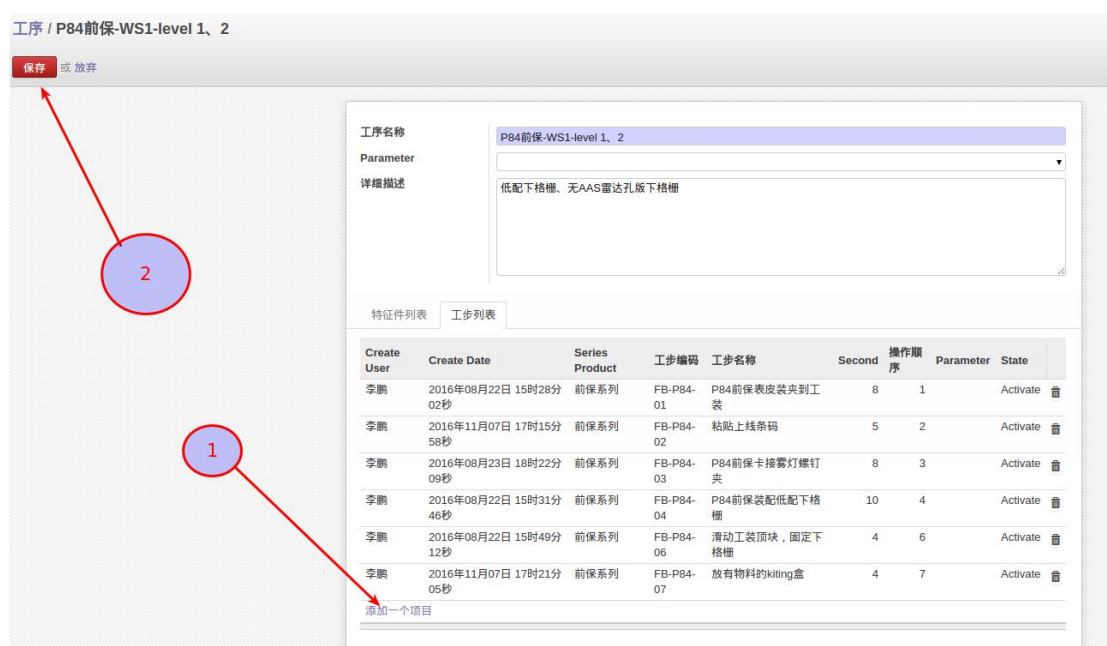 工序 / P84前保-WS1-level 1、2
保存 或 放弃
工序名称 P84前保-WS1-level 1、2
Parameter
详细描述 低配下格栅、无AAS雷达孔版下格栅
2
特征件列表 工步列表
Create User Create Date Series Product 工步编码 工步名称 Second 操作顺序 Parameter State
李鹏 2016年08月22日 15时28分02秒 前保系列 FB-P84-01 P84前保表皮装夹到工装 8 1 Activate
李鹏 2016年11月07日 17时15分58秒 前保系列 FB-P84-02 粘贴上线条码 5 2 Activate
1
李鹏 2016年08月23日 18时22分09秒 前保系列 FB-P84-03 P84前保卡接雾灯螺钉夹 8 3 Activate
李鹏 2016年08月22日 15时31分46秒 前保系列 FB-P84-04 P84前保装配低配下格栅 10 4 Activate
李鹏 2016年08月22日 15时49分12秒 前保系列 FB-P84-06 滑动工装顶块，固定下格栅 4 6 Activate
李鹏 2016年11月07日 17时21分05秒 前保系列 FB-P84-07 放有物料的kiting盒 4 7 Activate
添加一个项目